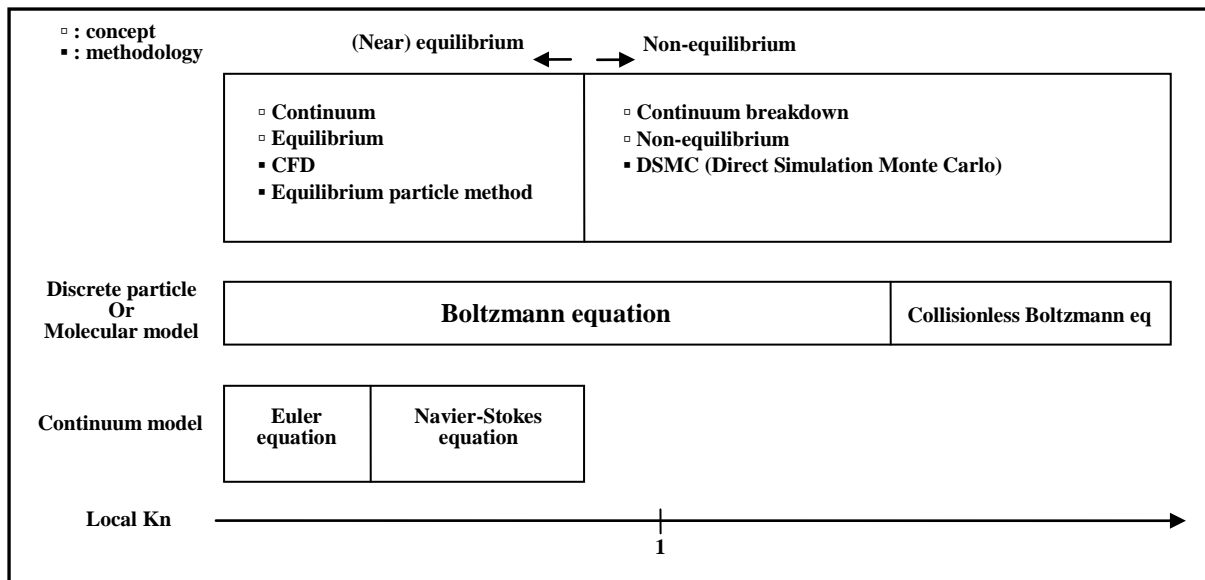 ▫ : concept
▪ : methodology
(Near) equilibrium
Non-equilibrium
▫ Continuum
▫ Equilibrium
▪ CFD
▪ Equilibrium particle method
▫ Continuum breakdown
▫ Non-equilibrium
▪ DSMC (Direct Simulation Monte Carlo)
Discrete particle
Or
Molecular model
Boltzmann equation
Collisionless Boltzmann eq
Continuum model
Euler
equation
Navier-Stokes
equation
Local Kn
1